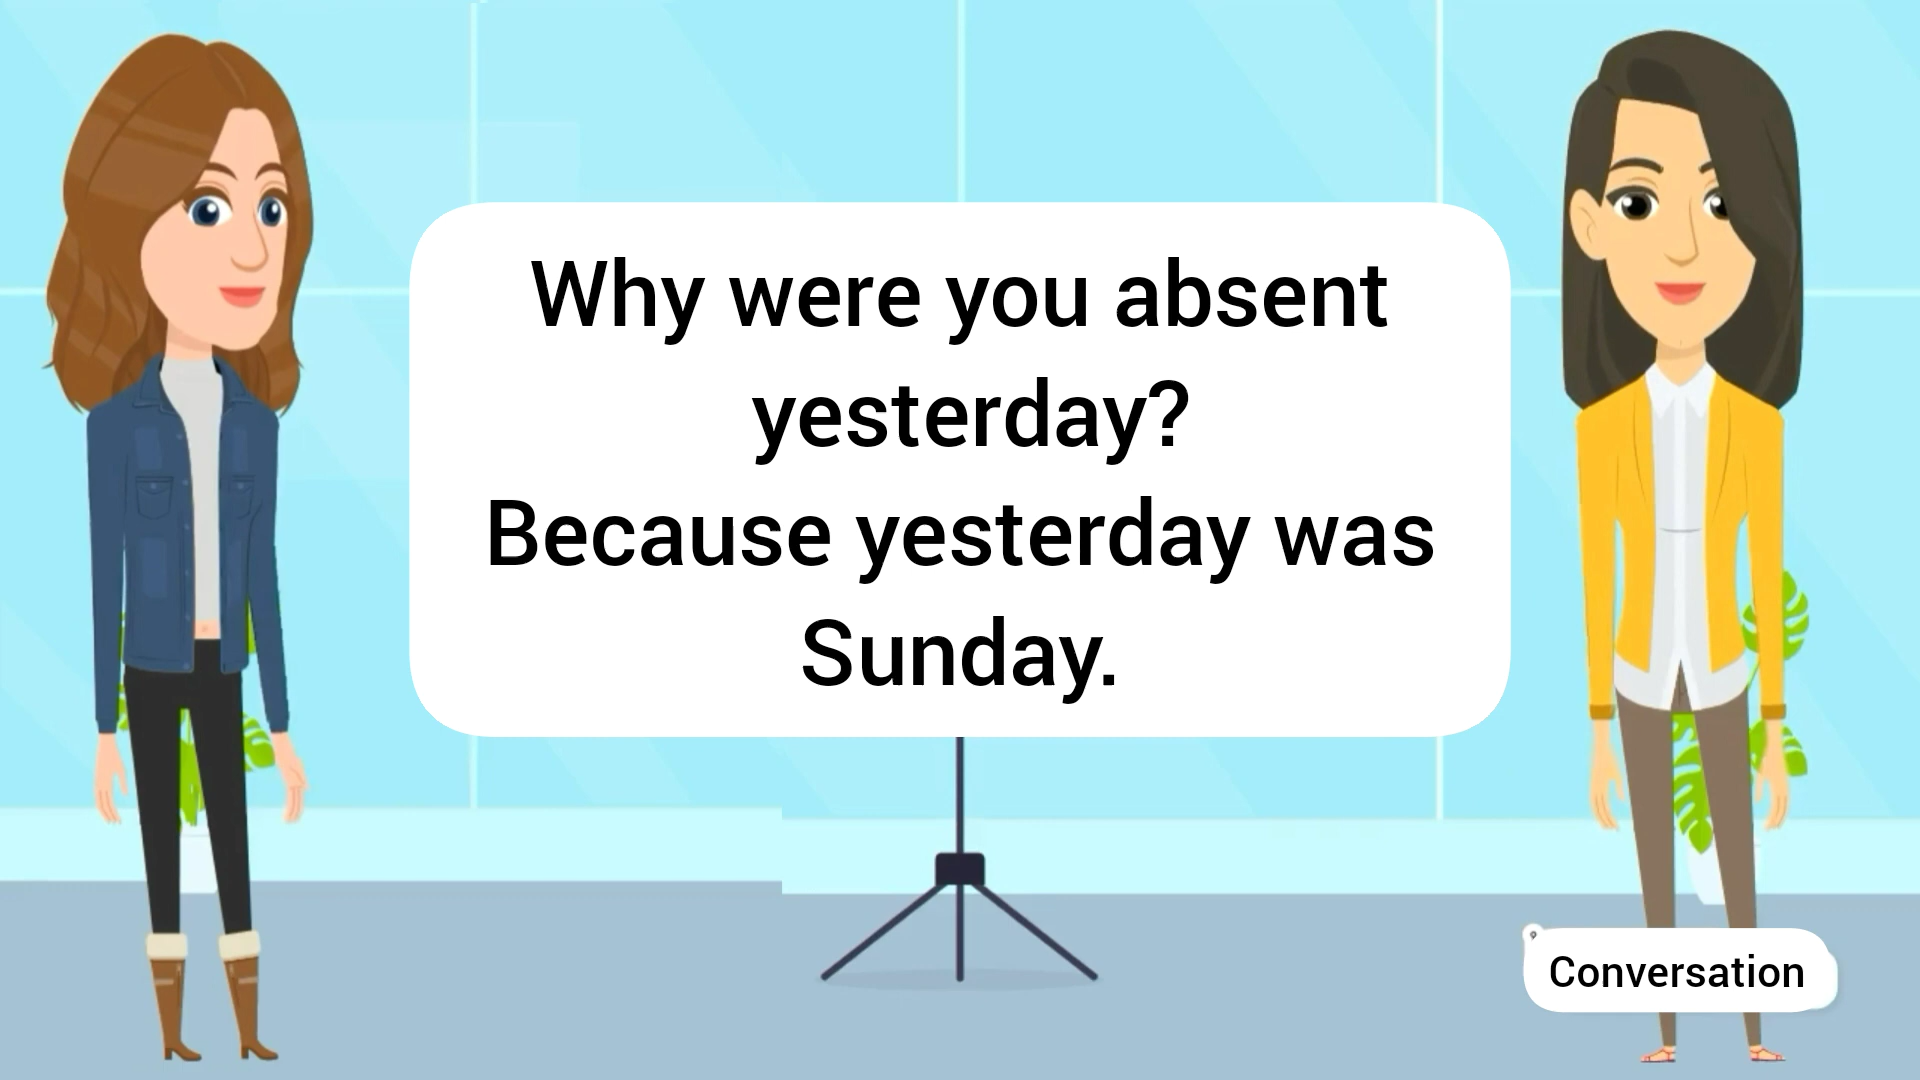 Why were you absent
yesterday?
Because yesterday was
Sunday.
Conversation